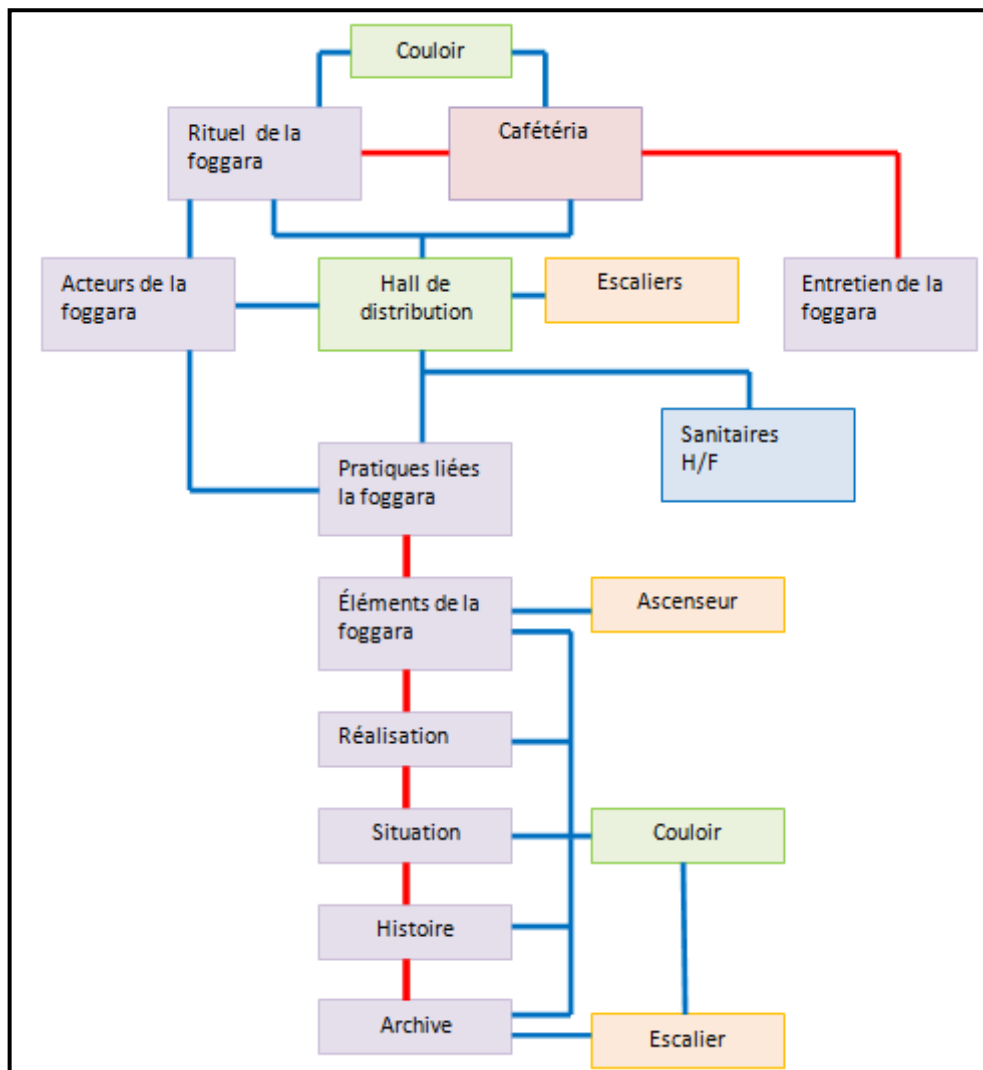 Couloir
Rituel de la
foggara
Cafétéria
Acteurs de la
foggara
Hall de
distribution
Escaliers
Entretien de la
foggara
Sanitaires
H/F
Pratiques liées
la foggara
Éléments de la
foggara
Ascenseur
Réalisation
Situation
Couloir
Histoire
Archive
Escalier